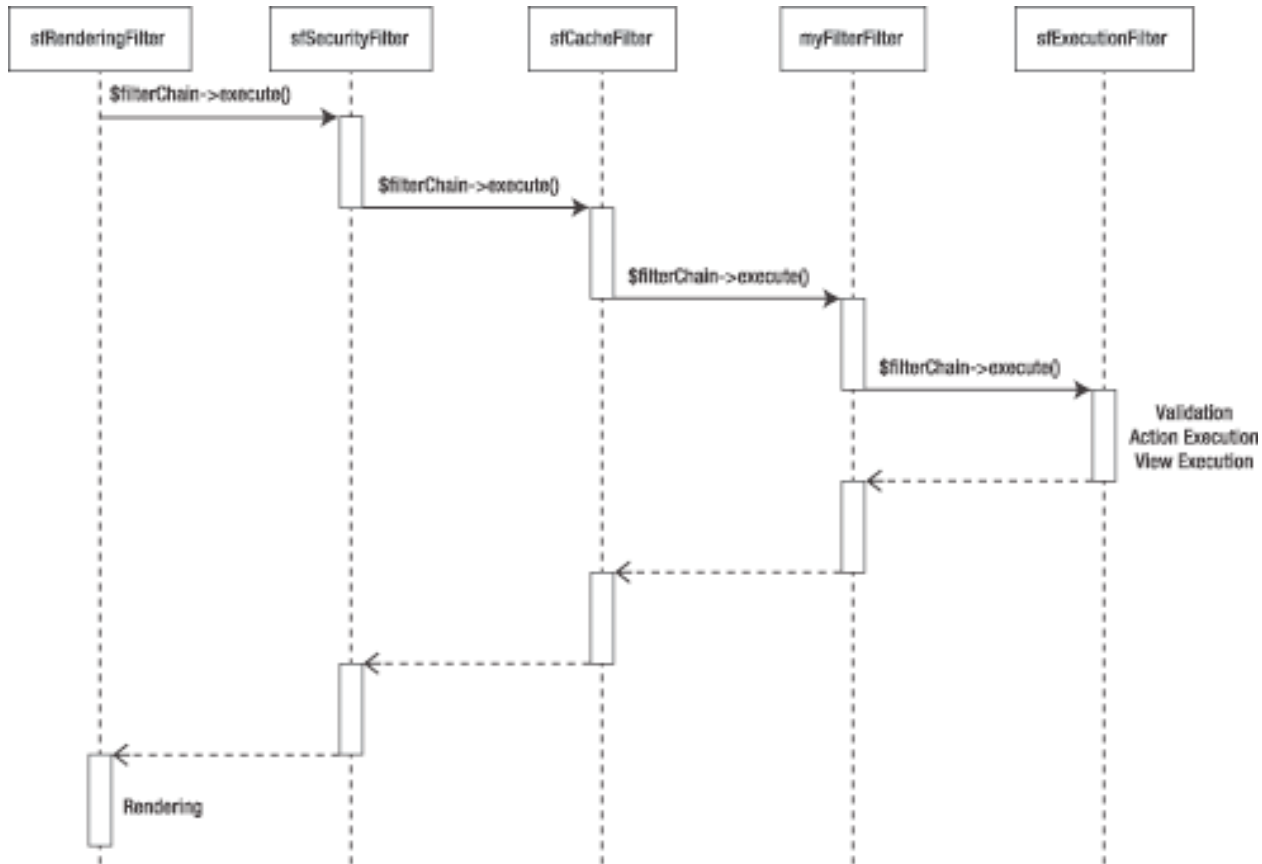 sfRenderingFilter
sfSecurityFilter
sfCacheFilter
myFilterFilter
sfExecutionFilter
$filterChain->execute()
$filterChain->execute()
$filterChain->execute()
$filterChain->execute()
Validation
Action Execution
View Execution
Rendering